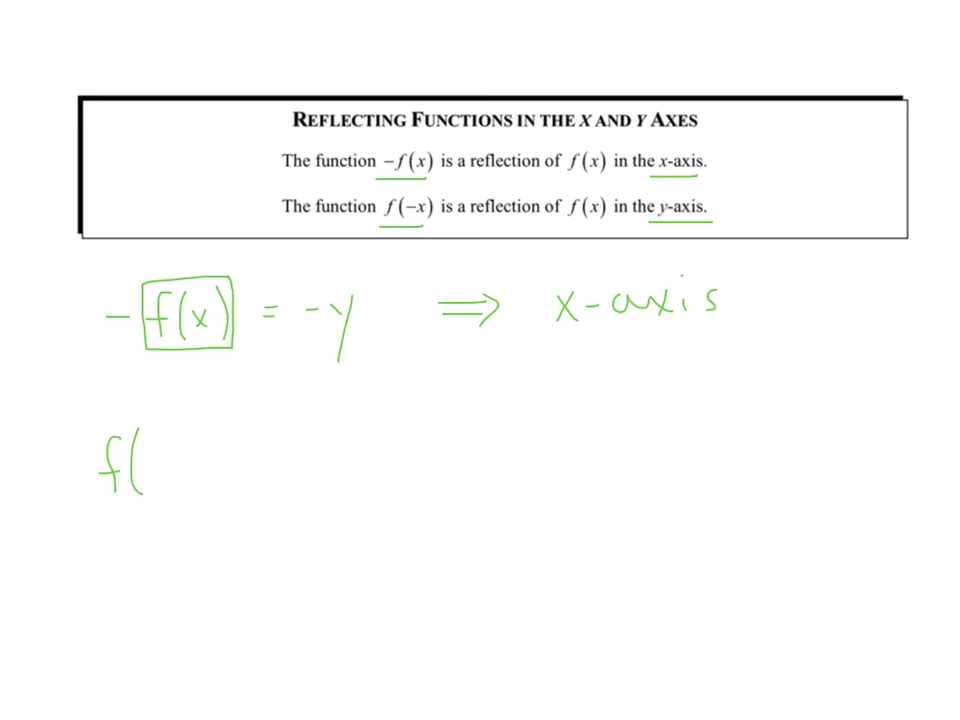 REFLECTING FUNCTIONS IN THE X AND Y AXES
The function −f(x) is a reflection of f(x) in the x-axis.
The function f(−x) is a reflection of f(x) in the y-axis.
− f(x) = -y ⟹ x-axis
f(